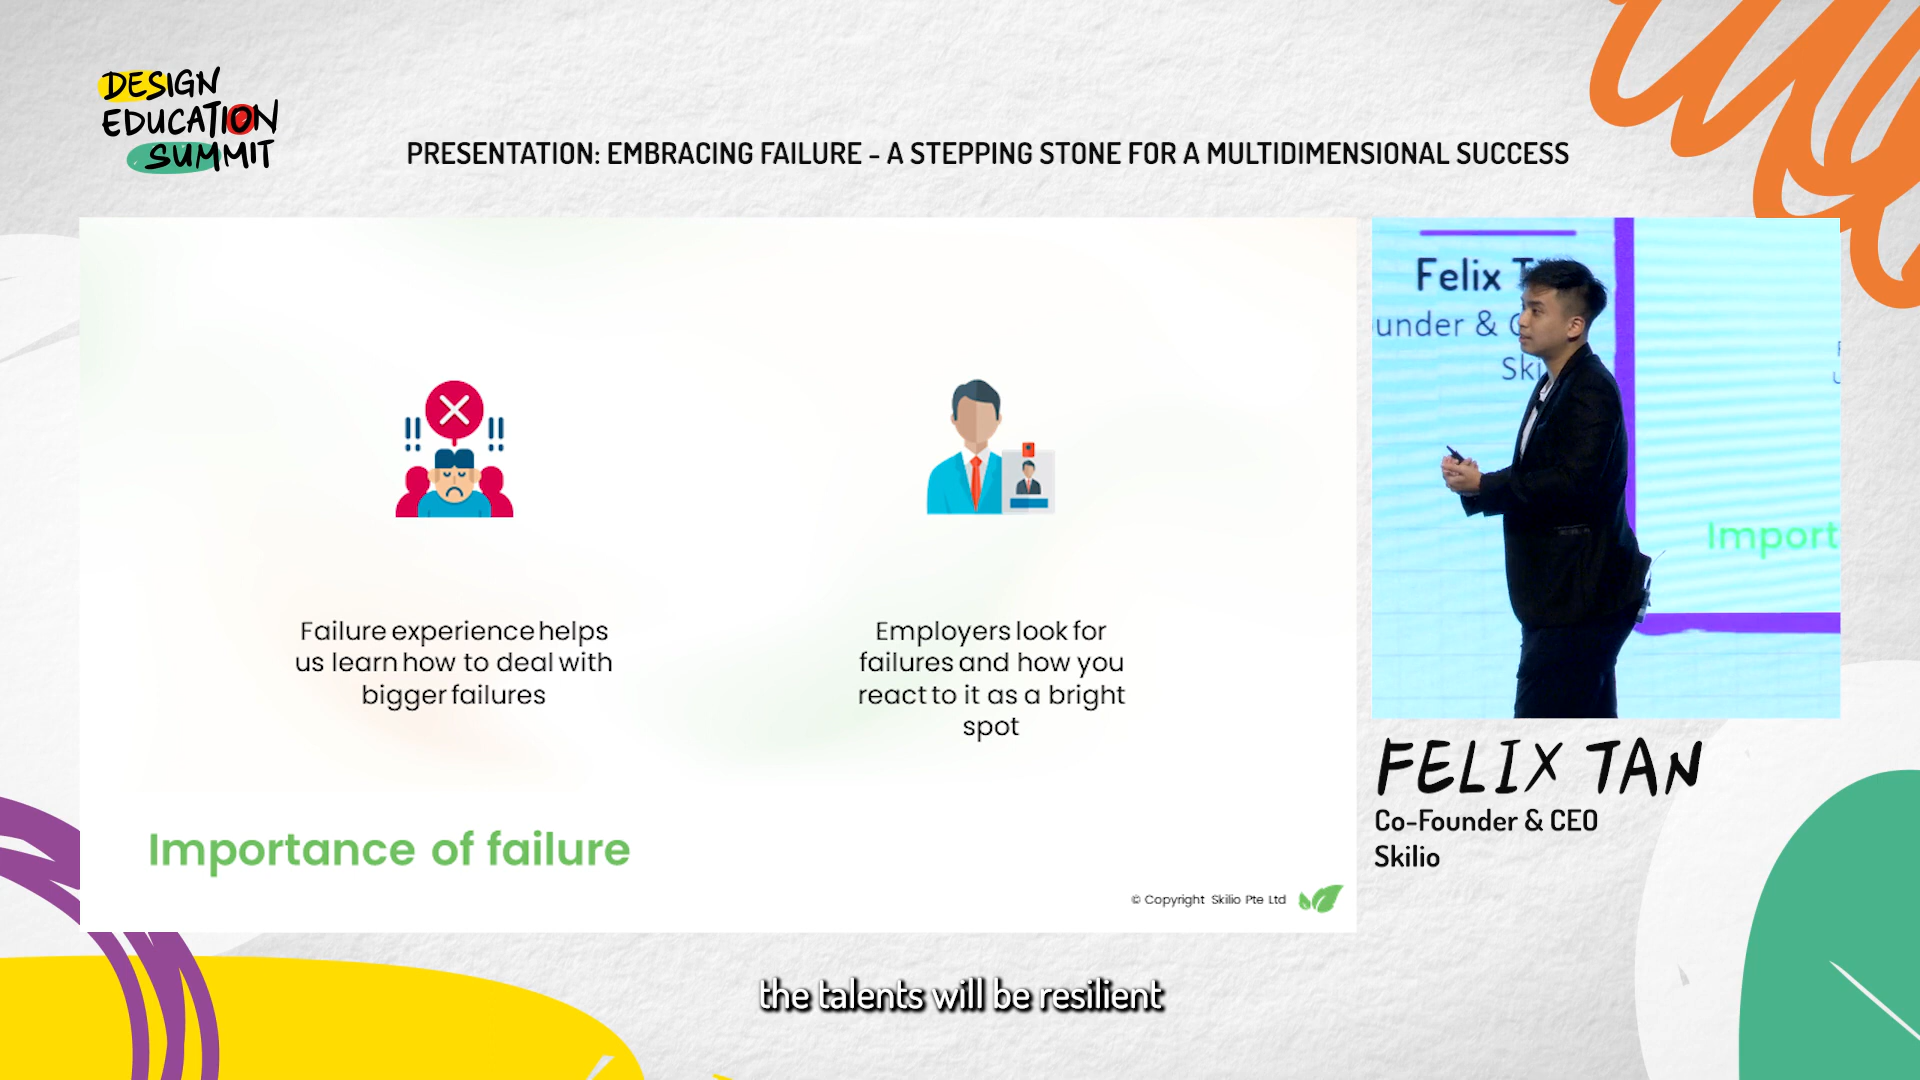 DESIGN
EDUCATION
SUMMIT
PRESENTATION: EMBRACING FAILURE - A STEPPING STONE FOR A MULTIDIMENSIONAL SUCCESS
Failure experience helps
us learn how to deal with
bigger failures
Employers look for
failures and how you
react to it as a bright
spot
Importance of failure
© Copyright Skilio Pte Ltd
Felix
under &
Ski
Import
FELIX TAN
Co-Founder & CEO
Skilio
the talents will be resilient